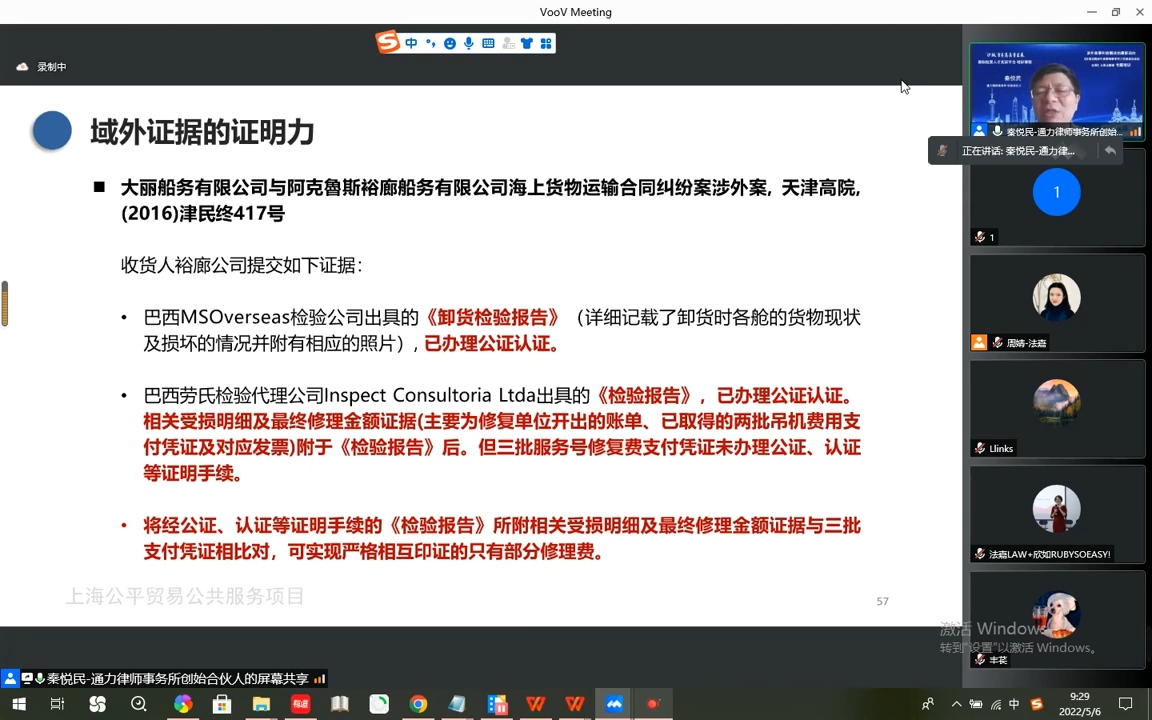 VooV Meeting
中
录制中
域外证据的证明力
■ 大丽船务有限公司与阿克鲁斯裕廊船务有限公司海上货物运输合同纠纷案涉外案, 天津高院,
(2016)津民终417号
收货人裕廊公司提交如下证据：
• 巴西MSOverseas检验公司出具的《卸货检验报告》（详细记载了卸货时各舱的货物现状
及损坏的情况并附有相应的照片）, 已办理公证认证。
• 巴西劳氏检验代理公司Inspect Consultoria Ltda出具的《检验报告》，已办理公证认证。
相关受损明细及最终修理金额证据(主要为修复单位开出的账单、已取得的两批吊机费用支
付凭证及对应发票)附于《检验报告》后。但三批服务号修复费支付凭证未办理公证、认证
等证明手续。
• 将经公证、认证等证明手续的《检验报告》所附相关受损明细及最终修理金额证据与三批
支付凭证相比对，可实现严格相互印证的只有部分修理费。
上海公平贸易公共服务项目
57
秦悦民
秦悦民-通力律师事务所创始...
正在讲话: 秦悦民-通力律...
1
1
周婧-法嘉
Llinks
法嘉LAW+欣如RUBYSOEASY!
丰荬
激活 Windows
转到"设置"以激活 Windows。
秦悦民-通力律师事务所创始合伙人的屏幕共享
有道
中
9:29
2022/5/6